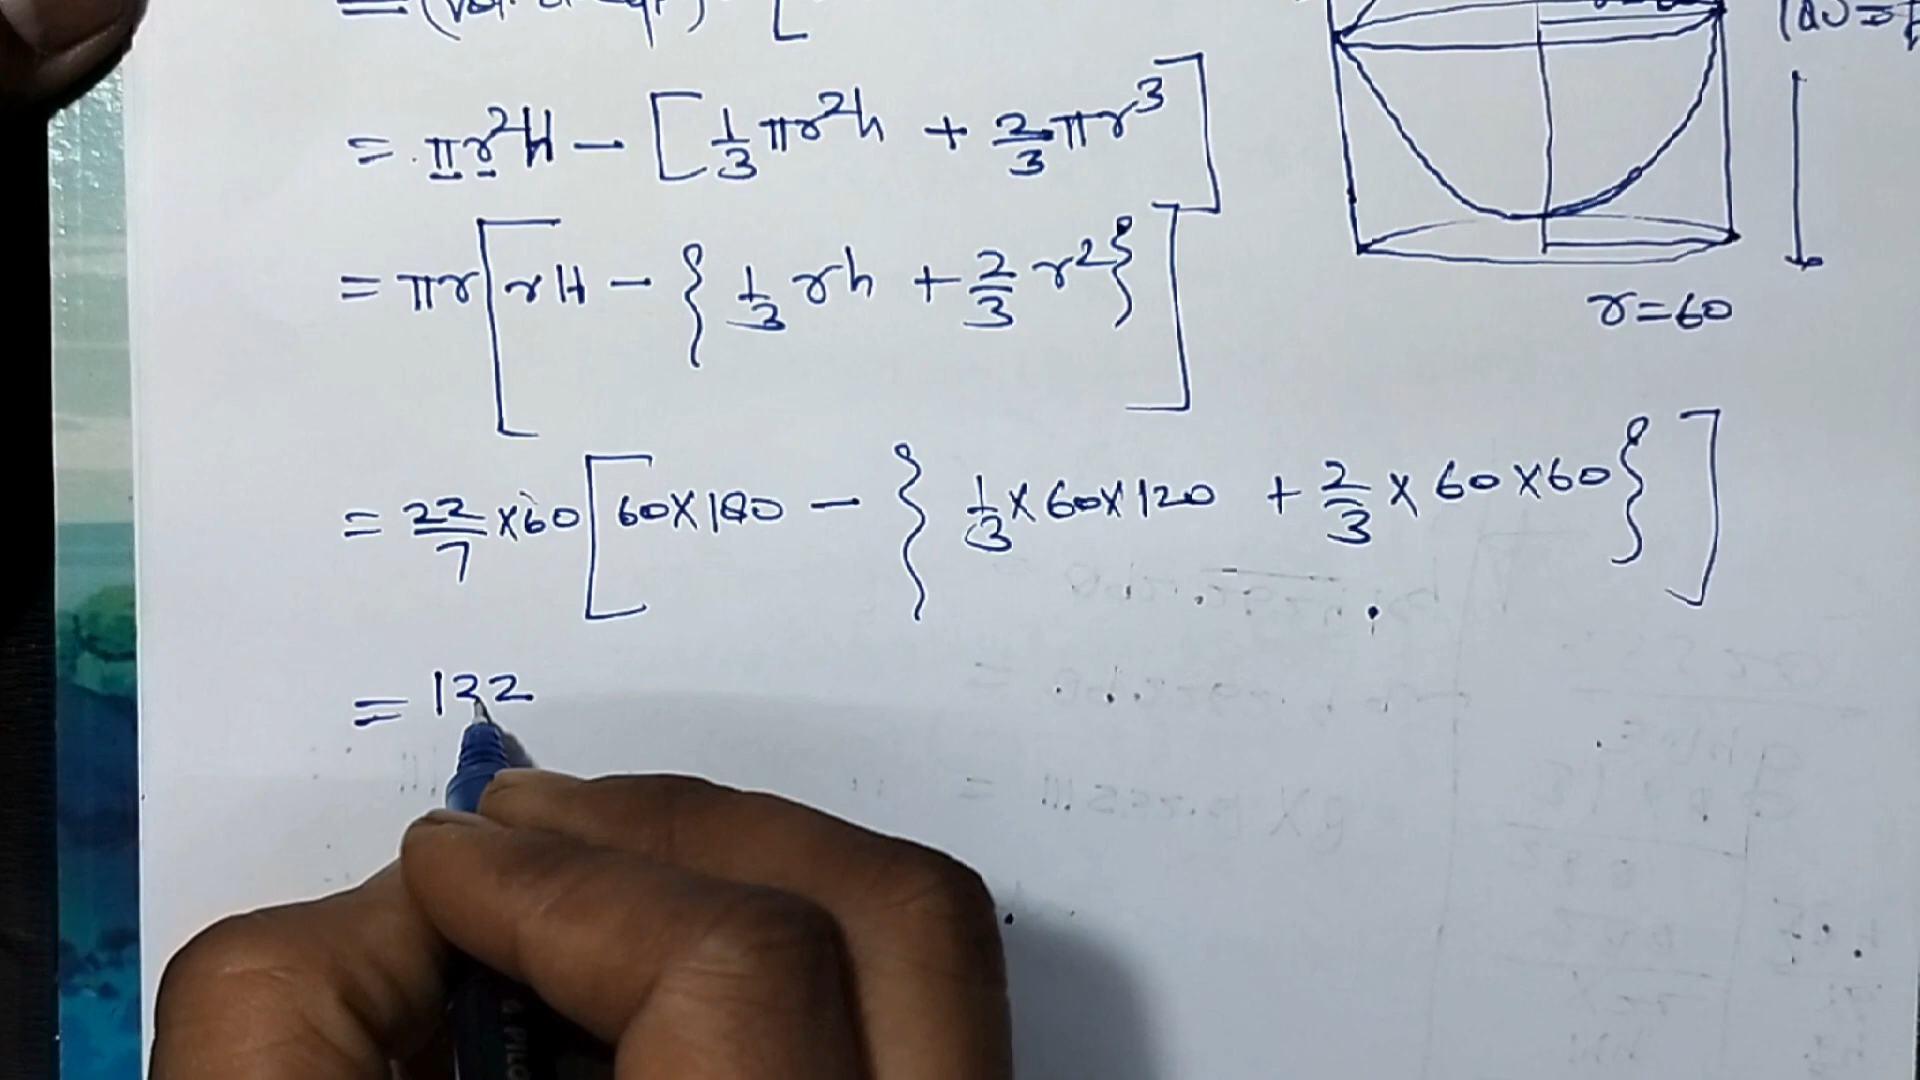 = πr²H - [1/3 πr²h + 2/3 πr³]
= πr[rH - {1/3 rh + 2/3 r²}]
r=60
= 22/7 ×60[60×180 - {1/3 × 60×120 + 2/3 × 60×60}]
= 132